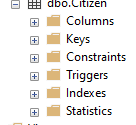 dbo.Citizen
Columns
Keys
Constraints
Triggers
Indexes
Statistics